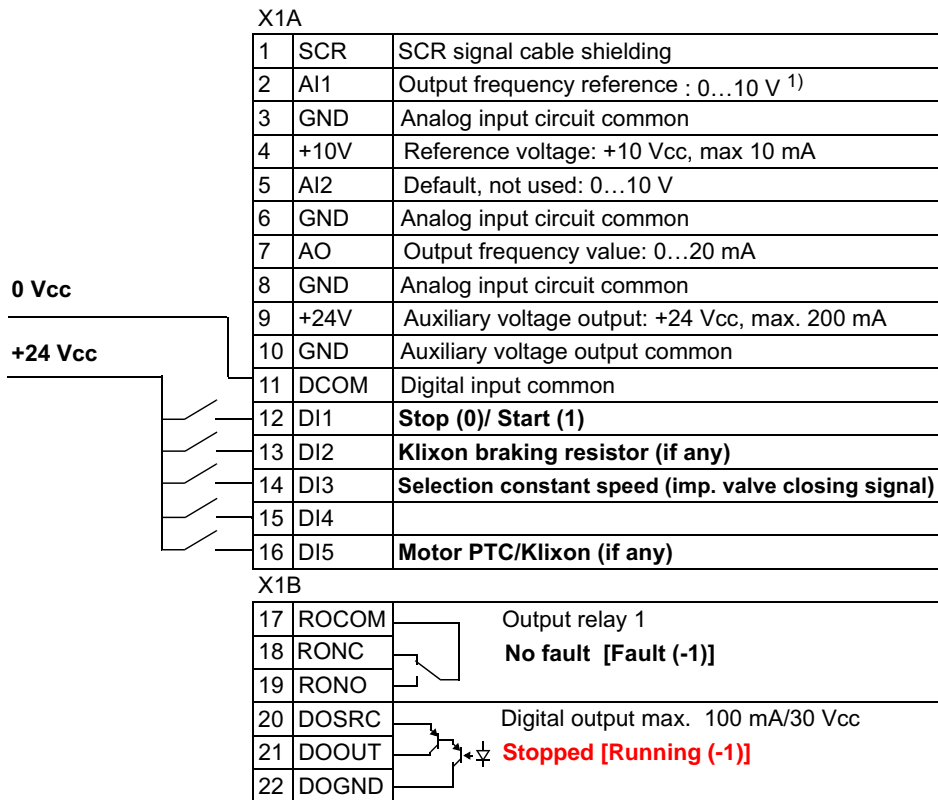 X1A
1 SCR SCR signal cable shielding
2 AI1 Output frequency reference : 0…10 V 1)
3 GND Analog input circuit common
4 +10V Reference voltage: +10 Vcc, max 10 mA
5 AI2 Default, not used: 0…10 V
6 GND Analog input circuit common
7 AO Output frequency value: 0…20 mA
8 GND Analog input circuit common
0 Vcc
9 +24V Auxiliary voltage output: +24 Vcc, max. 200 mA
+24 Vcc
10 GND Auxiliary voltage output common
11 DCOM Digital input common
12 DI1 Stop (0)/ Start (1)
13 DI2 Klixon braking resistor (if any)
14 DI3 Selection constant speed (imp. valve closing signal)
15 DI4
16 DI5 Motor PTC/Klixon (if any)
X1B
17 ROCOM Output relay 1
18 RONC No fault [Fault (-1)]
19 RONO
20 DOSRC Digital output max. 100 mA/30 Vcc
21 DOOUT Stopped [Running (-1)]
22 DOGND